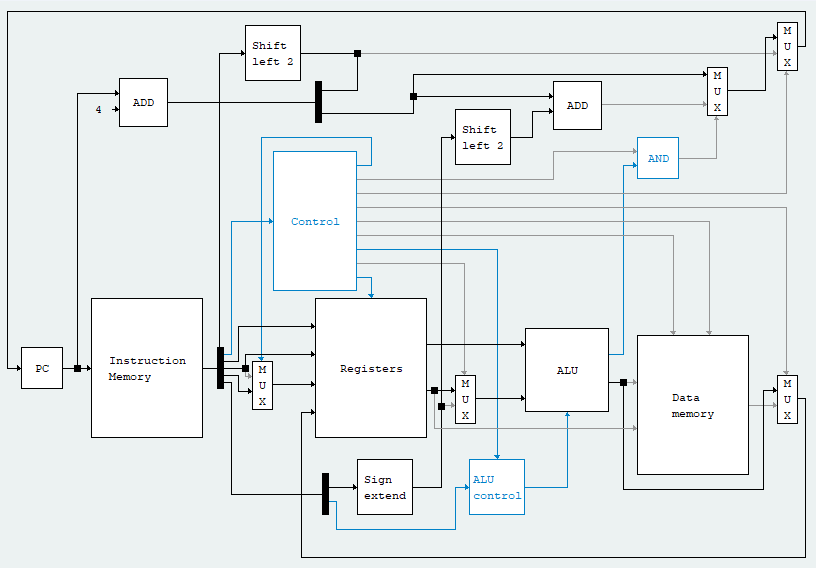 Shift
left 2
M
U
X
M
U
X
4
ADD
ADD
Shift
left 2
AND
Control
PC
Instruction
Memory
M
U
X
Registers
M
U
X
ALU
Data
memory
M
U
X
Sign
extend
ALU
control